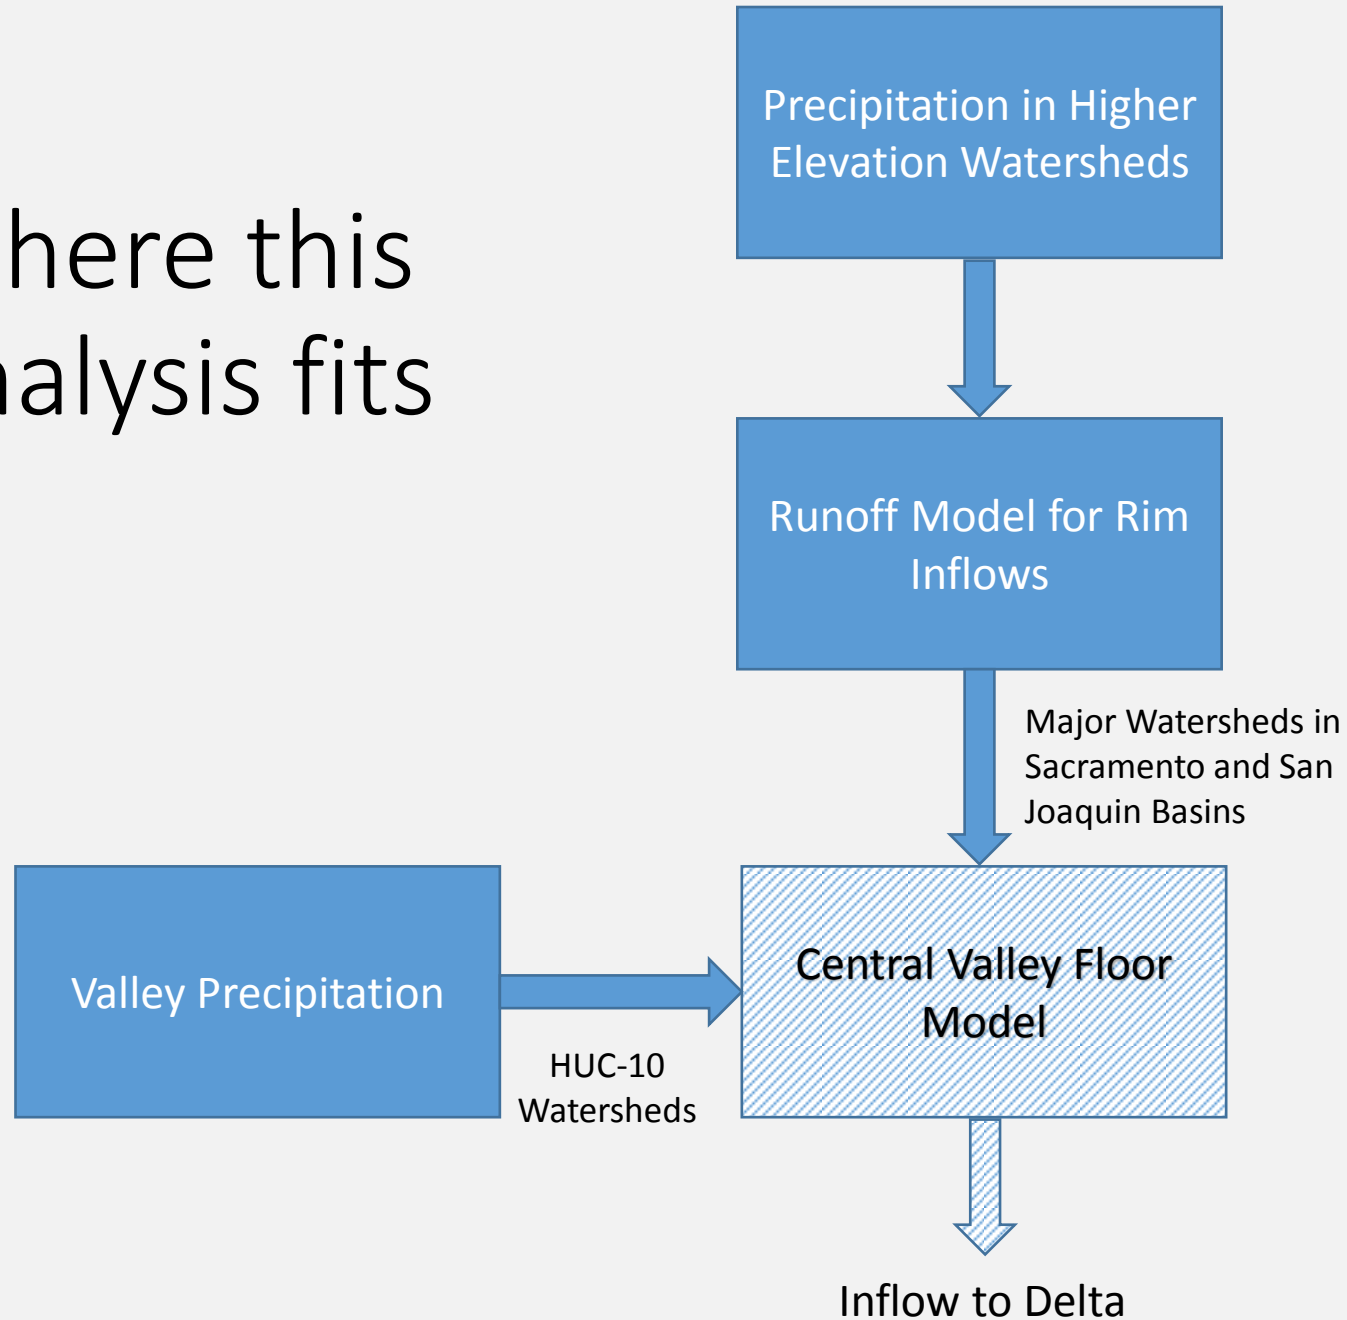 here this
nalysis fits
Precipitation in Higher
Elevation Watersheds
Runoff Model for Rim
Inflows
Major Watersheds in
Sacramento and San
Joaquin Basins
Valley Precipitation
HUC-10
Watersheds
Central Valley Floor
Model
Inflow to Delta